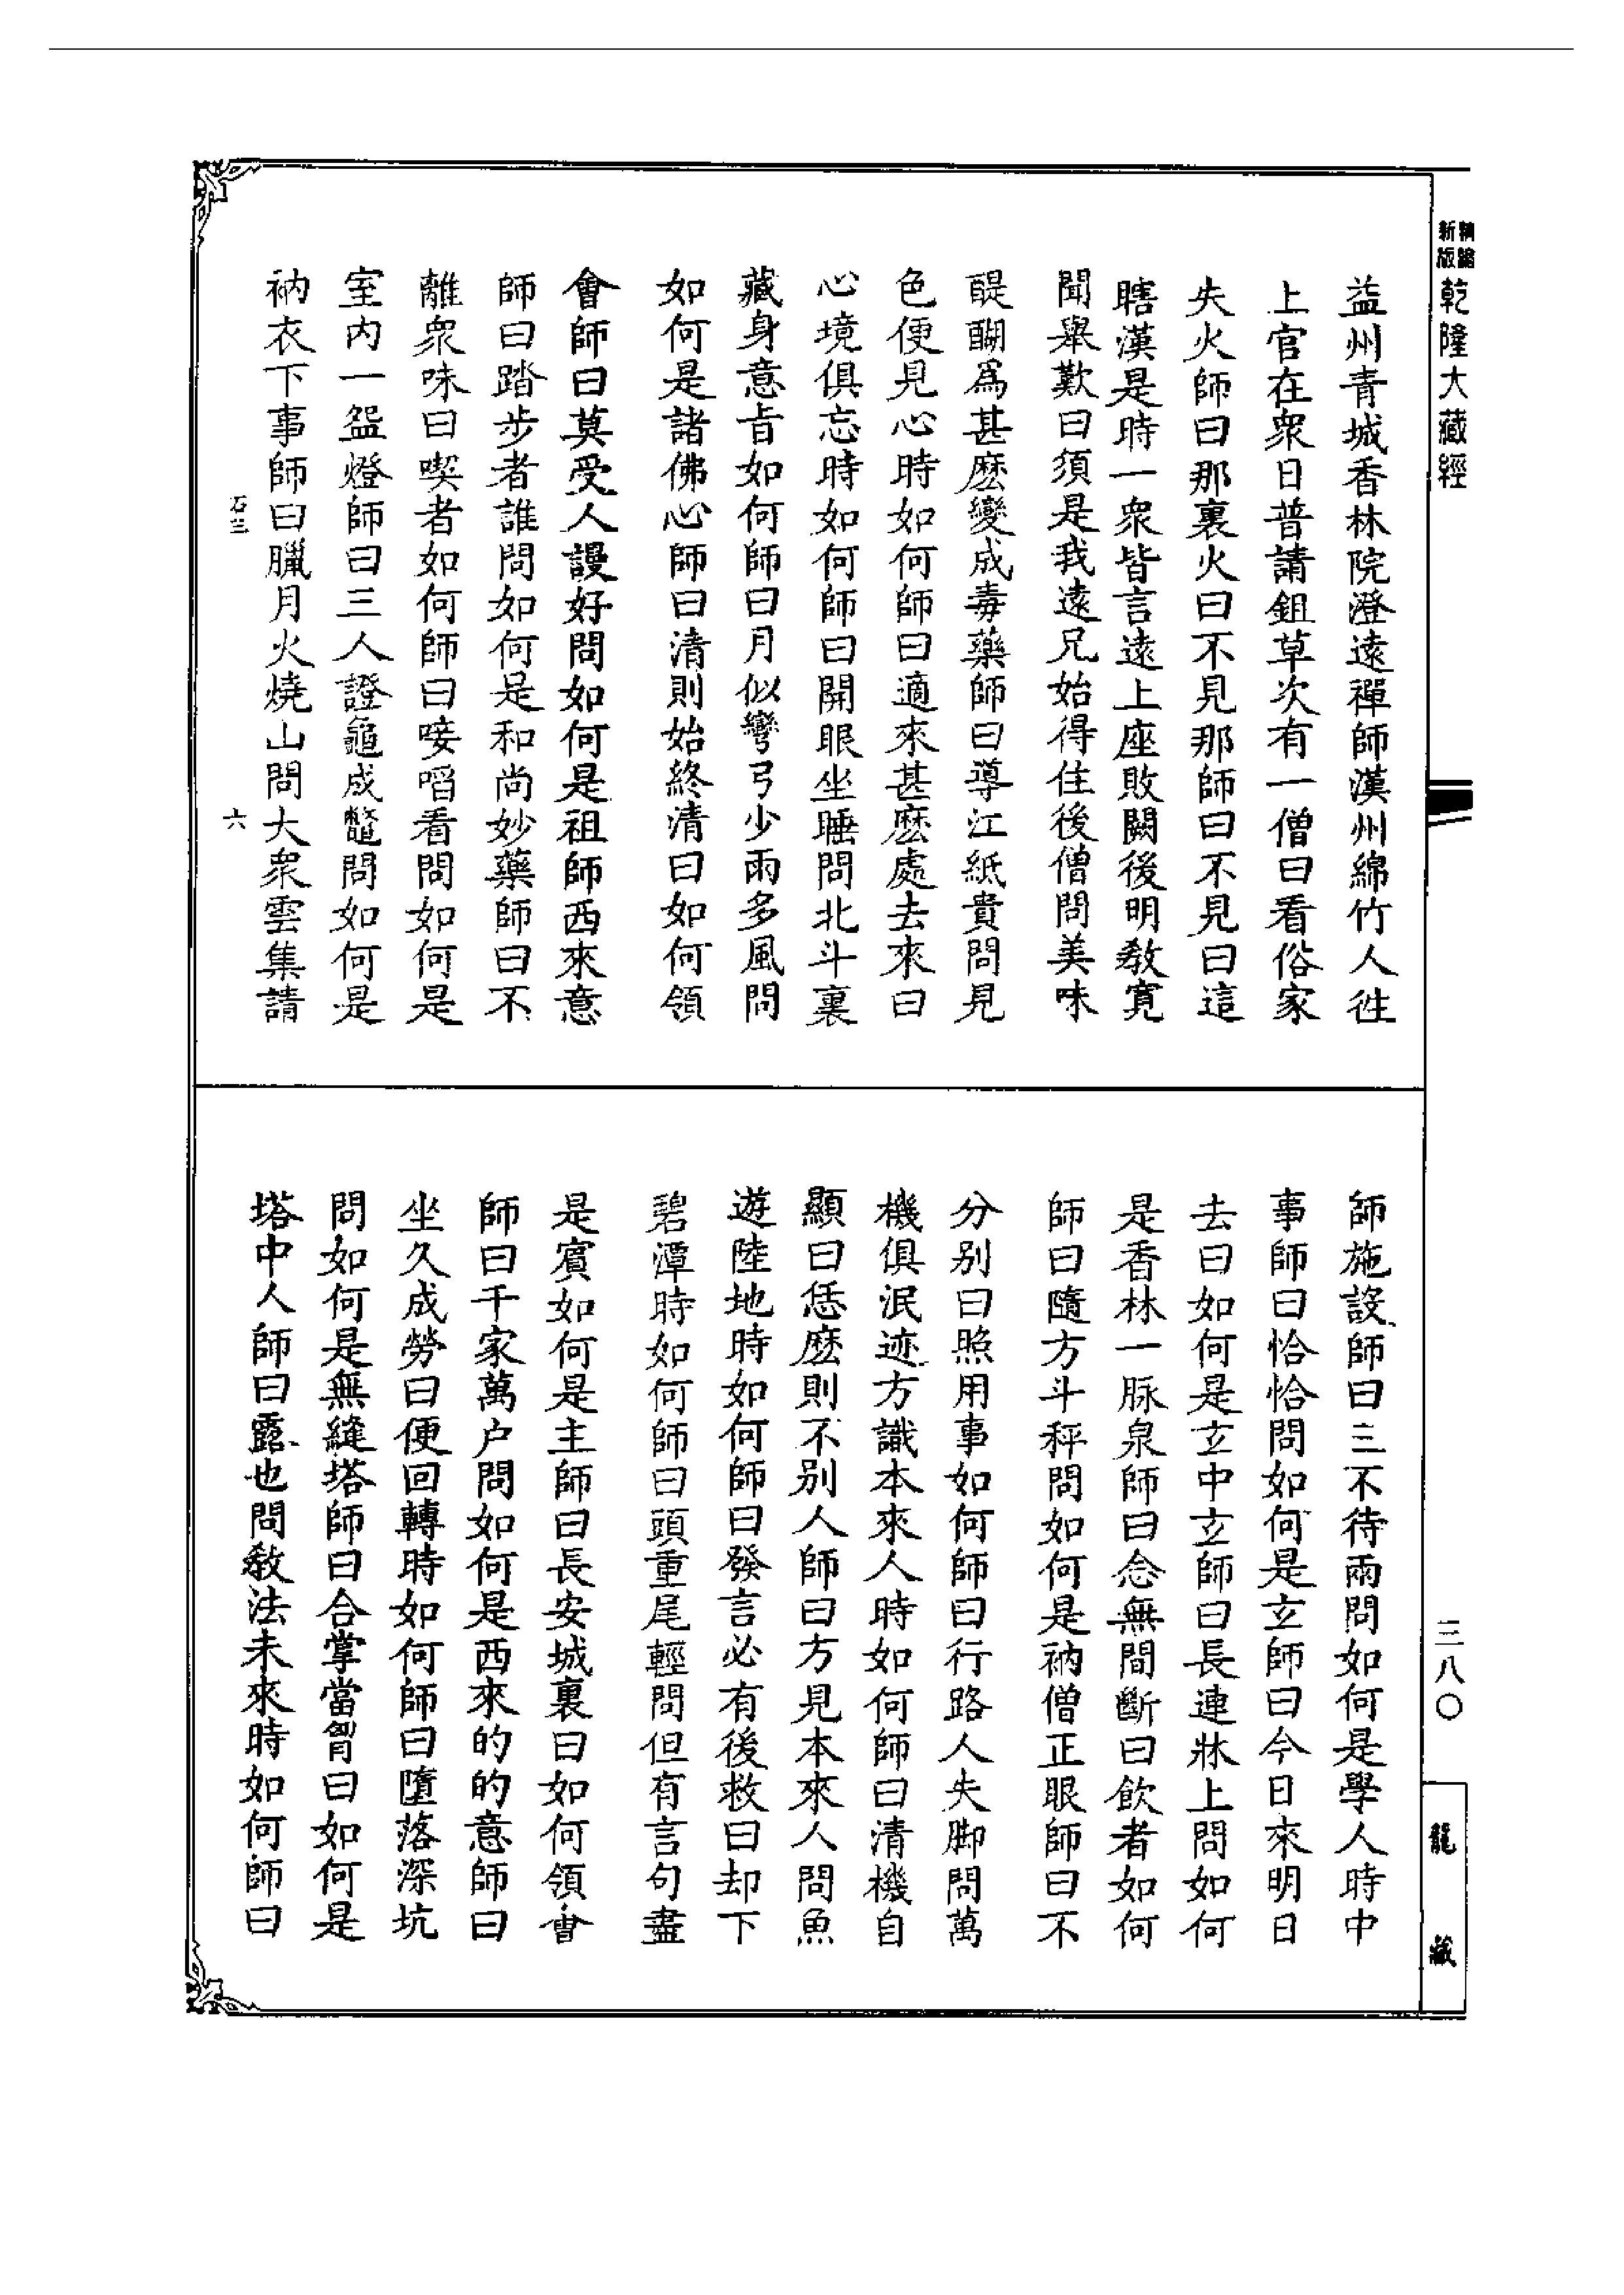 精縮
新版
乾隆大藏經
益州青城香林院澄遠禪師漢州綿竹人徃
上官在衆日普請鉏草次有一僧曰看俗家
失火師曰那裏火曰不見那師曰不見曰這
瞎漢是時一衆皆言遠上座敗闕後明教寛
聞舉歎曰須是我遠兄始得住後僧問美味
醍醐爲甚麽變成毒藥師曰導江紙貴問見
色便見心時如何師曰適來甚麽處去來曰
心境俱忘時如何師曰開眼坐睡問北斗裏
藏身意旨如何師曰月似彎弓少雨多風問
如何是諸佛心師曰清則始終清曰如何領
會師曰莫受人謾好問如何是祖師西來意
師曰踏步者誰問如何是和尚妙藥師曰不
離衆味曰喫者如何師曰唼啗看問如何是
室内一盌燈師曰三人證龜成鼈問如何是
衲衣下事師曰臘月火燒山問大衆雲集請
石三
六
師施設師曰三不待兩問如何是學人時中
事師曰恰恰問如何是玄師曰今日來明日
去曰如何是玄中玄師曰長連牀上問如何
是香林一脉泉師曰念無間斷曰飲者如何
師曰隨方斗秤問如何是衲僧正眼師曰不
分别曰照用事如何師曰行路人失脚問萬
機俱泯迹方識本來人時如何師曰清機自
顯曰恁麽則不别人師曰方見本來人問魚
遊陸地時如何師曰發言必有後救曰却下
碧潭時如何師曰頭重尾輕問但有言句盡
是賓如何是主師曰長安城裏曰如何領會
師曰千家萬户問如何是西來的的意師曰
坐久成勞曰便回轉時如何師曰墮落深坑
問如何是無縫塔師曰合掌當胷曰如何是
塔中人師曰露也問教法未來時如何師曰
三八〇
龍藏